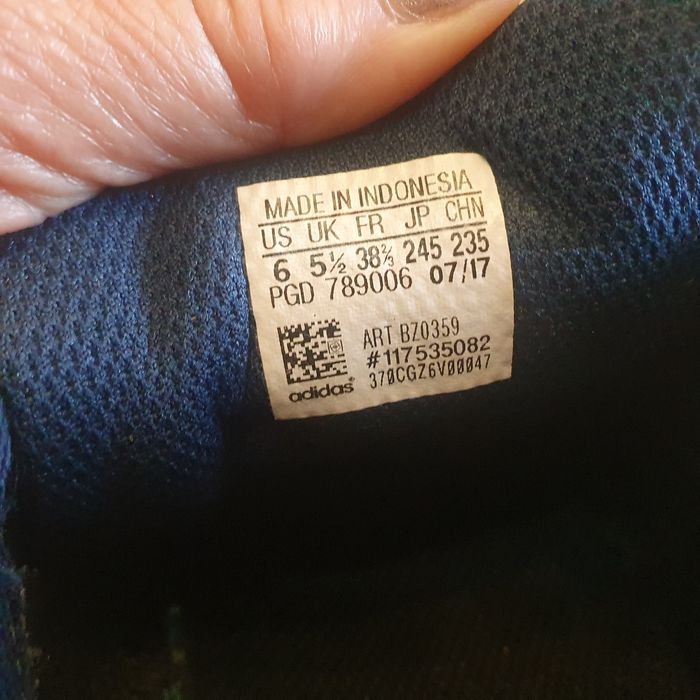 MADE IN INDONESIA
US UK FR JP CHN
6 5½ 38⅔ 245 235
PGD 789006 07/17
ART BZ0359
#117535082
370CGZ6V00047
adidas®